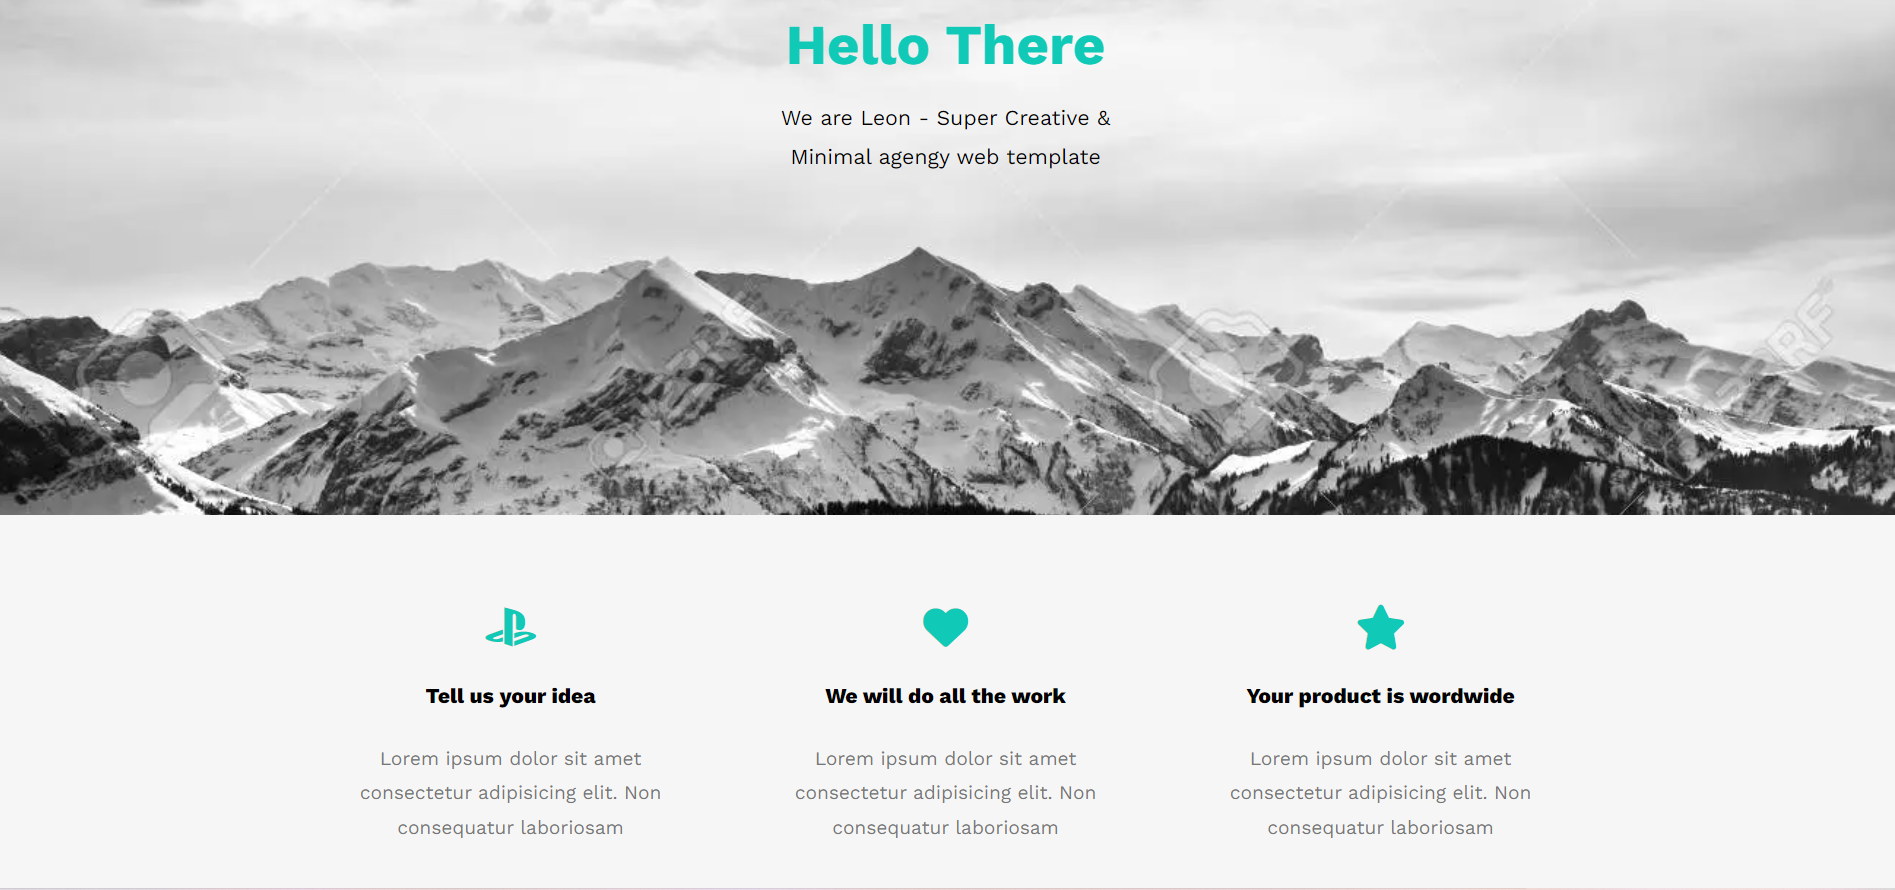 Hello There
We are Leon - Super Creative &
Minimal agengy web template
Tell us your idea
We will do all the work
Your product is wordwide
Lorem ipsum dolor sit amet
consectetur adipisicing elit. Non
consequatur laboriosam
Lorem ipsum dolor sit amet
consectetur adipisicing elit. Non
consequatur laboriosam
Lorem ipsum dolor sit amet
consectetur adipisicing elit. Non
consequatur laboriosam